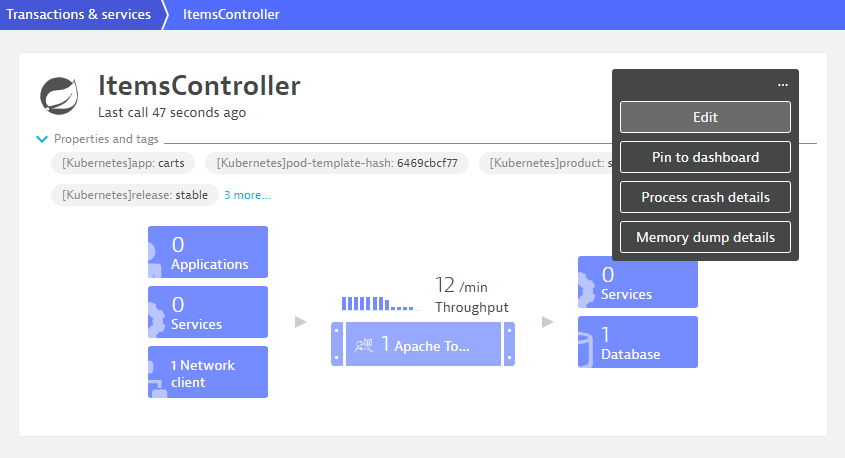 Transactions & services
ItemsController
ItemsController
Last call 47 seconds ago
...
Edit
Pin to dashboard
Process crash details
Memory dump details
Properties and tags
[Kubernetes]app: carts
[Kubernetes]pod-template-hash: 6469cbcf77
[Kubernetes]product: s
[Kubernetes]release: stable
3 more...
0
Applications
0
Services
1 Network
client
12 /min
Throughput
1 Apache To...
0
Services
1
Database